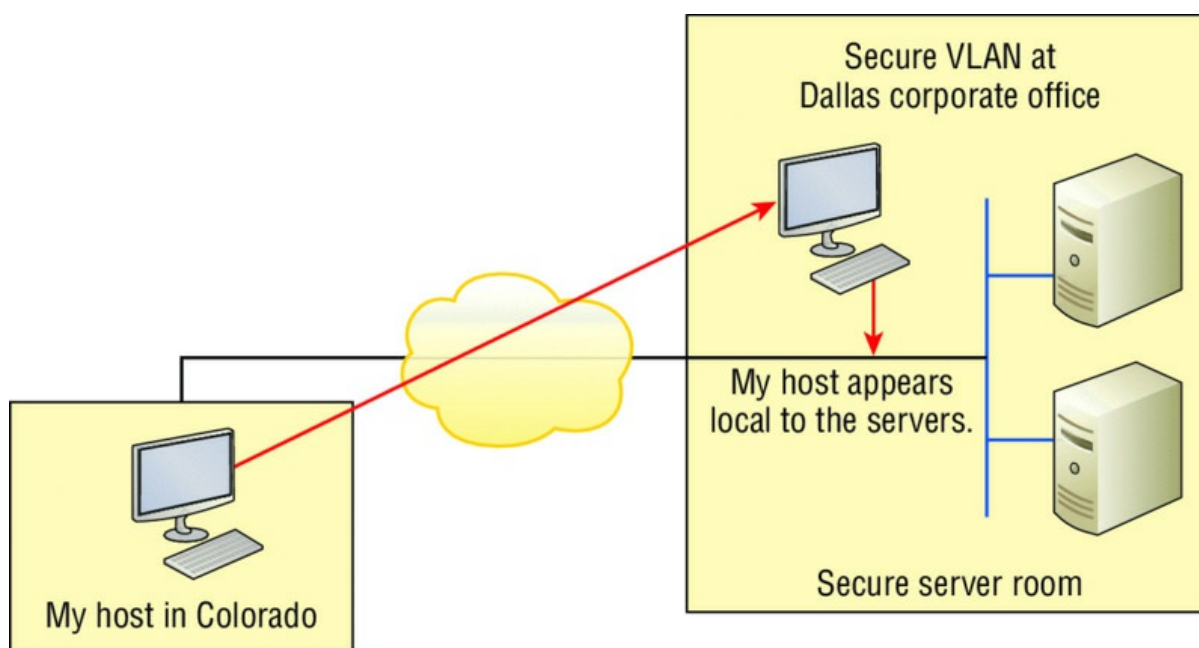 Secure VLAN at
Dallas corporate office
My host appears
local to the servers.
Secure server room
My host in Colorado